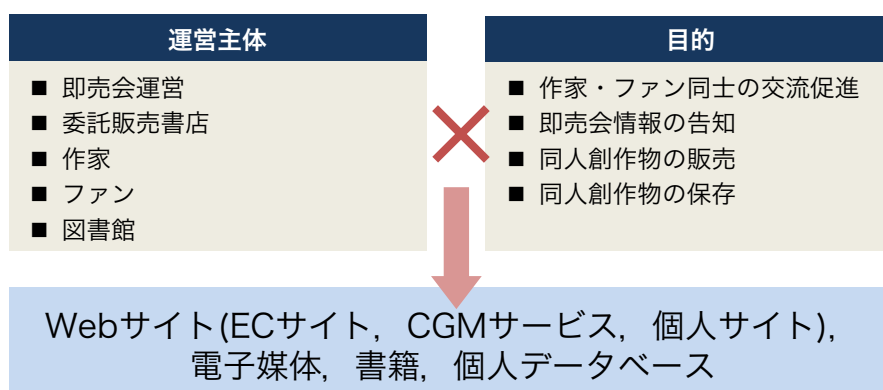 運営主体
■ 即売会運営
■ 委託販売書店
■ 作家
■ ファン
■ 図書館
目的
■ 作家・ファン同士の交流促進
■ 即売会情報の告知
■ 同人創作物の販売
■ 同人創作物の保存
Webサイト(ECサイト，CGMサービス，個人サイト)，
電子媒体，書籍，個人データベース